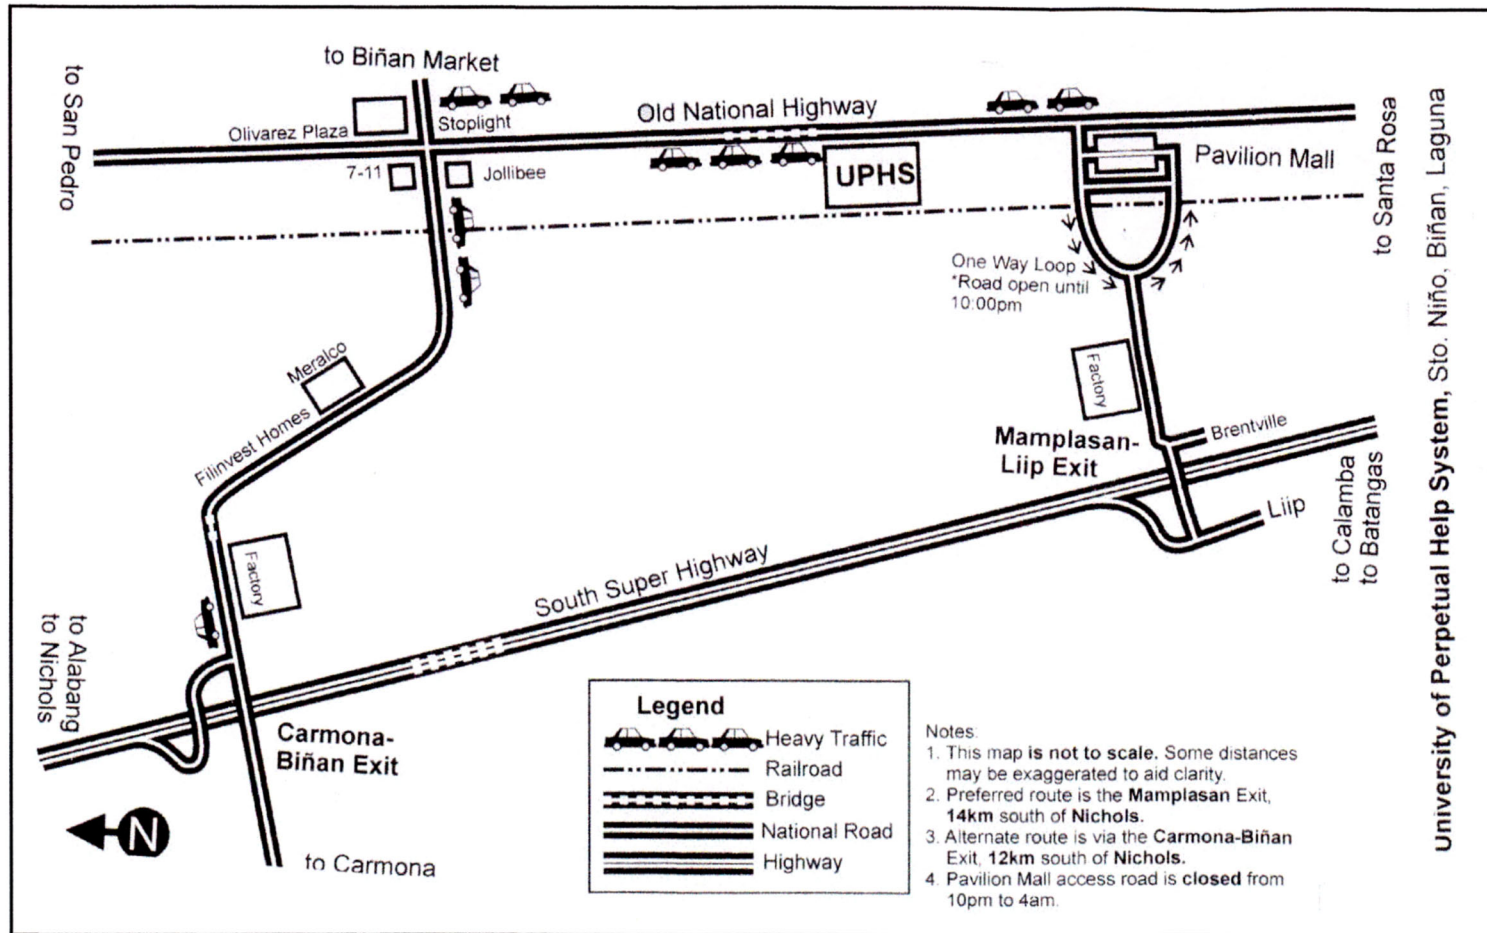 to Biñan Market
to San Pedro
Olivarez Plaza
Stoplight
Old National Highway
7-11
Jollibee
UPHS
Pavilion Mall
to Santa Rosa
One Way Loop
*Road open until
10:00pm
Meralco
Filinvest Homes
Factory
Factory
Brentville
Mamplasan-
Liip Exit
Liip
to Calamba
to Batangas
South Super Highway
to Alabang
to Nichols
Carmona-
Biñan Exit
N
to Carmona
Legend
Heavy Traffic
Railroad
Bridge
National Road
Highway
Notes:
1. This map is not to scale. Some distances
may be exaggerated to aid clarity.
2. Preferred route is the Mamplasan Exit,
14km south of Nichols.
3. Alternate route is via the Carmona-Biñan
Exit, 12km south of Nichols.
4. Pavilion Mall access road is closed from
10pm to 4am.
University of Perpetual Help System, Sto. Niño, Biñan, Laguna